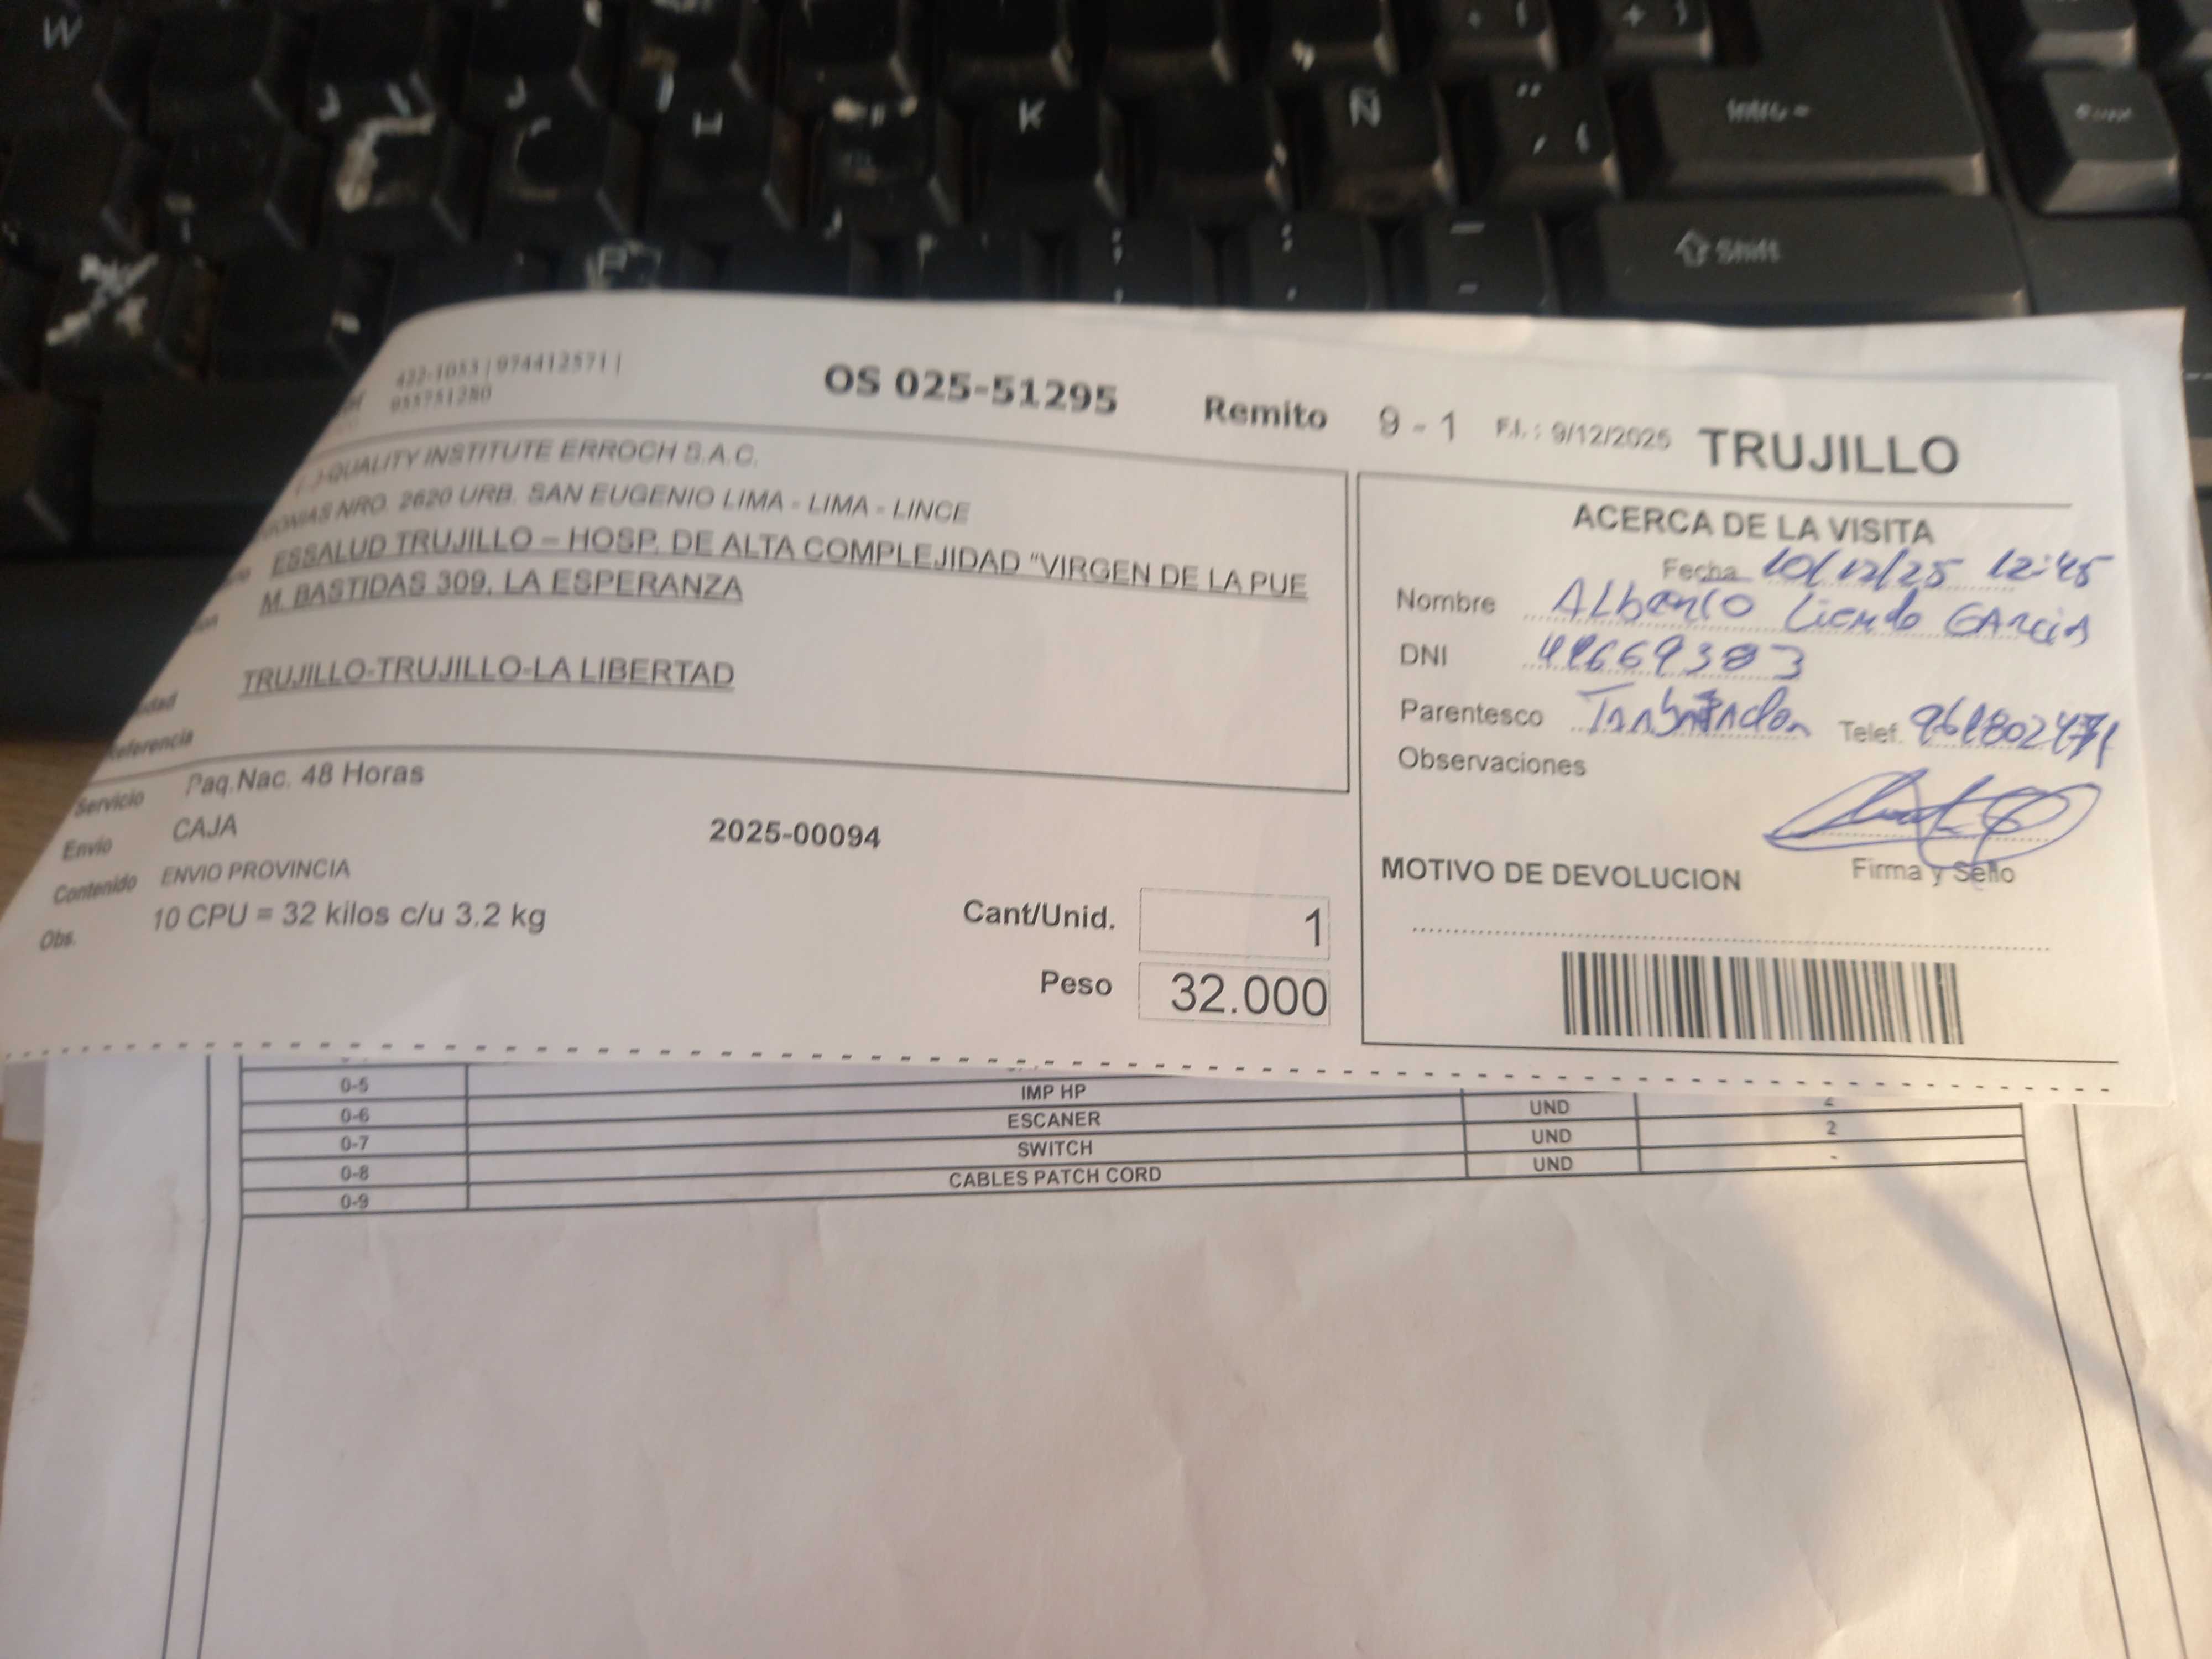 W
K
Ñ
Shift
974412571 |
OS 025-51295 Remito 9 - 1 F.I. : 9/12/2025 TRUJILLO
QUALITY INSTITUTE ERROCH S.A.C.
NRO. 2620 URB. SAN EUGENIO LIMA - LIMA - LINCE
ESSALUD TRUJILLO – HOSP. DE ALTA COMPLEJIDAD "VIRGEN DE LA PUE
M. BASTIDAS 309, LA ESPERANZA
TRUJILLO-TRUJILLO-LA LIBERTAD
Servicio Paq.Nac. 48 Horas
Envío CAJA
2025-00094
Contenido ENVIO PROVINCIA
Obs. 10 CPU = 32 kilos c/u 3.2 kg
Cant/Unid. 1
Peso 32.000
ACERCA DE LA VISITA
Fecha 10/12/25 12:45
Nombre ALberto Liendo GArciA
DNI
Parentesco Telef.
Observaciones
Firma y Sello
MOTIVO DE DEVOLUCION
0-5 IMP HP
0-6 ESCANER UND
0-7 SWITCH UND 2
0-8 CABLES PATCH CORD UND -
0-9